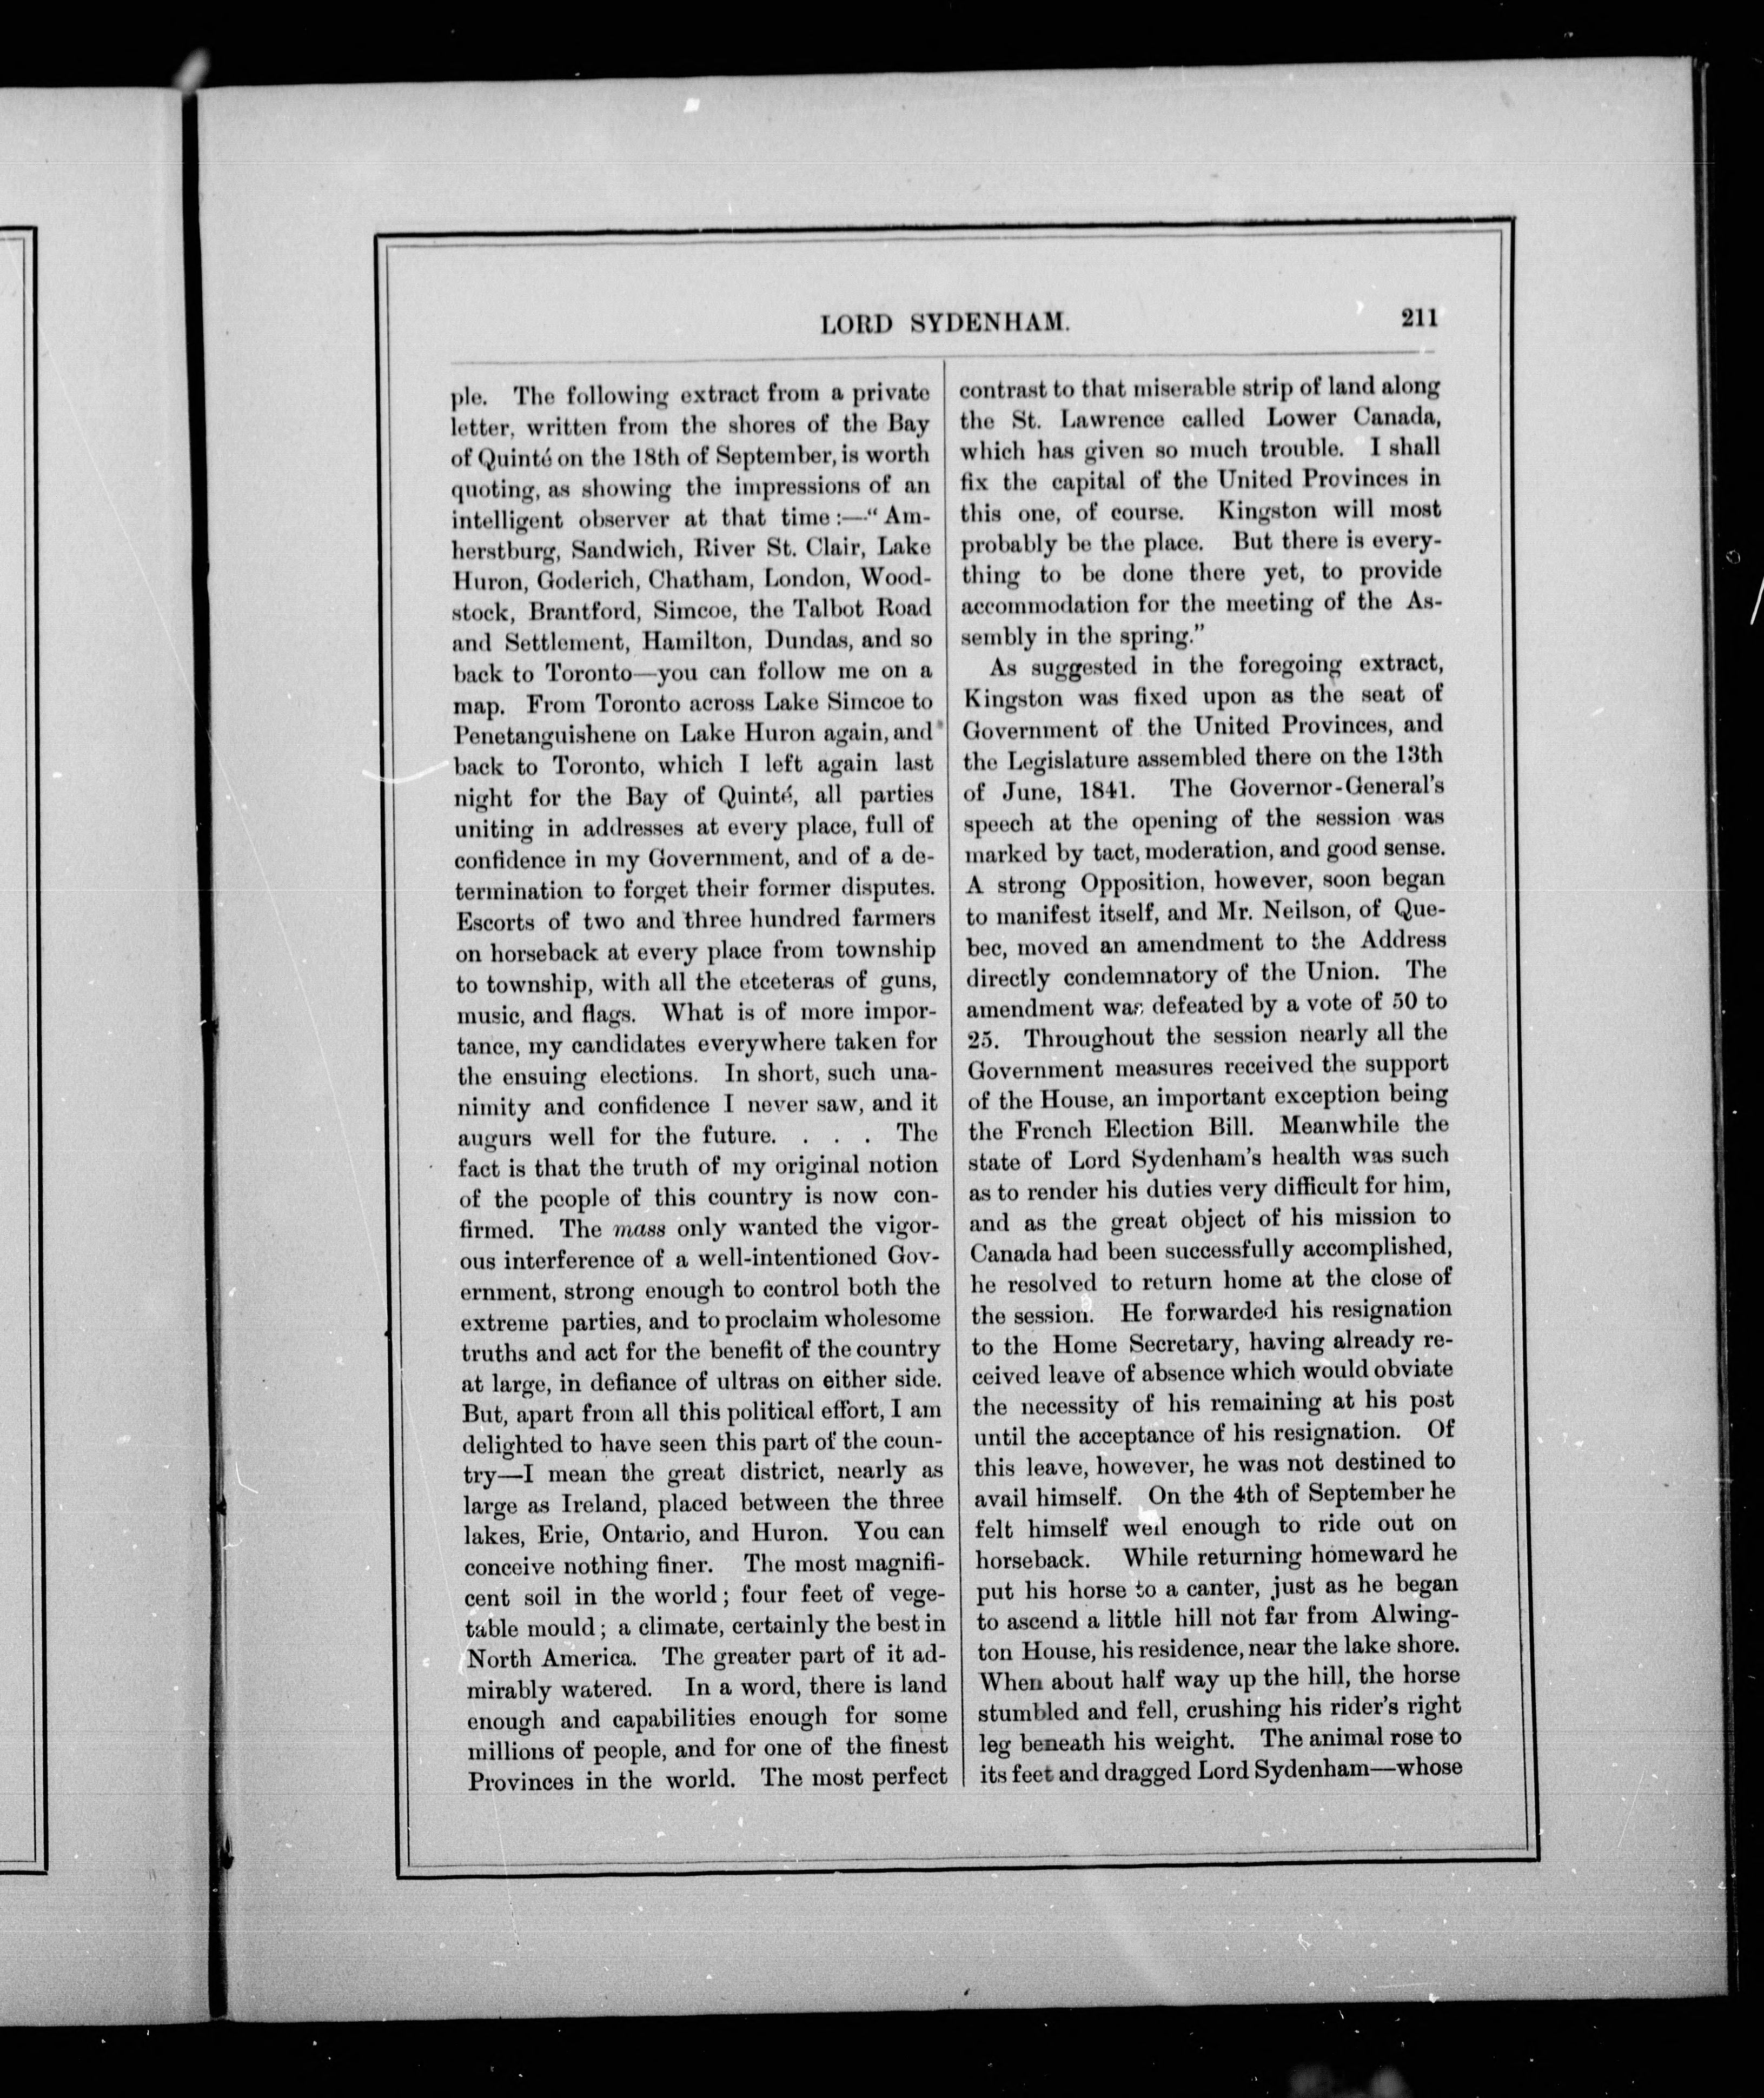 LORD SYDENHAM.
211
ple. The following extract from a private
letter, written from the shores of the Bay
of Quinté on the 18th of September, is worth
quoting, as showing the impressions of an
intelligent observer at that time:—“Am-
herstburg, Sandwich, River St. Clair, Lake
Huron, Goderich, Chatham, London, Wood-
stock, Brantford, Simcoe, the Talbot Road
and Settlement, Hamilton, Dundas, and so
back to Toronto—you can follow me on a
map. From Toronto across Lake Simcoe to
Penetanguishene on Lake Huron again, and
back to Toronto, which I left again last
night for the Bay of Quinté, all parties
uniting in addresses at every place, full of
confidence in my Government, and of a de-
termination to forget their former disputes.
Escorts of two and three hundred farmers
on horseback at every place from township
to township, with all the etceteras of guns,
music, and flags. What is of more impor-
tance, my candidates everywhere taken for
the ensuing elections. In short, such una-
nimity and confidence I never saw, and it
augurs well for the future. . . . The
fact is that the truth of my original notion
of the people of this country is now con-
firmed. The mass only wanted the vigor-
ous interference of a well-intentioned Gov-
ernment, strong enough to control both the
extreme parties, and to proclaim wholesome
truths and act for the benefit of the country
at large, in defiance of ultras on either side.
But, apart from all this political effort, I am
delighted to have seen this part of the coun-
try—I mean the great district, nearly as
large as Ireland, placed between the three
lakes, Erie, Ontario, and Huron. You can
conceive nothing finer. The most magnifi-
cent soil in the world; four feet of vege-
table mould; a climate, certainly the best in
North America. The greater part of it ad-
mirably watered. In a word, there is land
enough and capabilities enough for some
millions of people, and for one of the finest
Provinces in the world. The most perfect
contrast to that miserable strip of land along
the St. Lawrence called Lower Canada,
which has given so much trouble. I shall
fix the capital of the United Provinces in
this one, of course. Kingston will most
probably be the place. But there is every-
thing to be done there yet, to provide
accommodation for the meeting of the As-
sembly in the spring.”
As suggested in the foregoing extract,
Kingston was fixed upon as the seat of
Government of the United Provinces, and
the Legislature assembled there on the 13th
of June, 1841. The Governor-General’s
speech at the opening of the session was
marked by tact, moderation, and good sense.
A strong Opposition, however, soon began
to manifest itself, and Mr. Neilson, of Que-
bec, moved an amendment to the Address
directly condemnatory of the Union. The
amendment was defeated by a vote of 50 to
25. Throughout the session nearly all the
Government measures received the support
of the House, an important exception being
the French Election Bill. Meanwhile the
state of Lord Sydenham’s health was such
as to render his duties very difficult for him,
and as the great object of his mission to
Canada had been successfully accomplished,
he resolved to return home at the close of
the session. He forwarded his resignation
to the Home Secretary, having already re-
ceived leave of absence which would obviate
the necessity of his remaining at his post
until the acceptance of his resignation. Of
this leave, however, he was not destined to
avail himself. On the 4th of September he
felt himself well enough to ride out on
horseback. While returning homeward he
put his horse to a canter, just as he began
to ascend a little hill not far from Alwing-
ton House, his residence, near the lake shore.
When about half way up the hill, the horse
stumbled and fell, crushing his rider’s right
leg beneath his weight. The animal rose to
its feet and dragged Lord Sydenham—whose